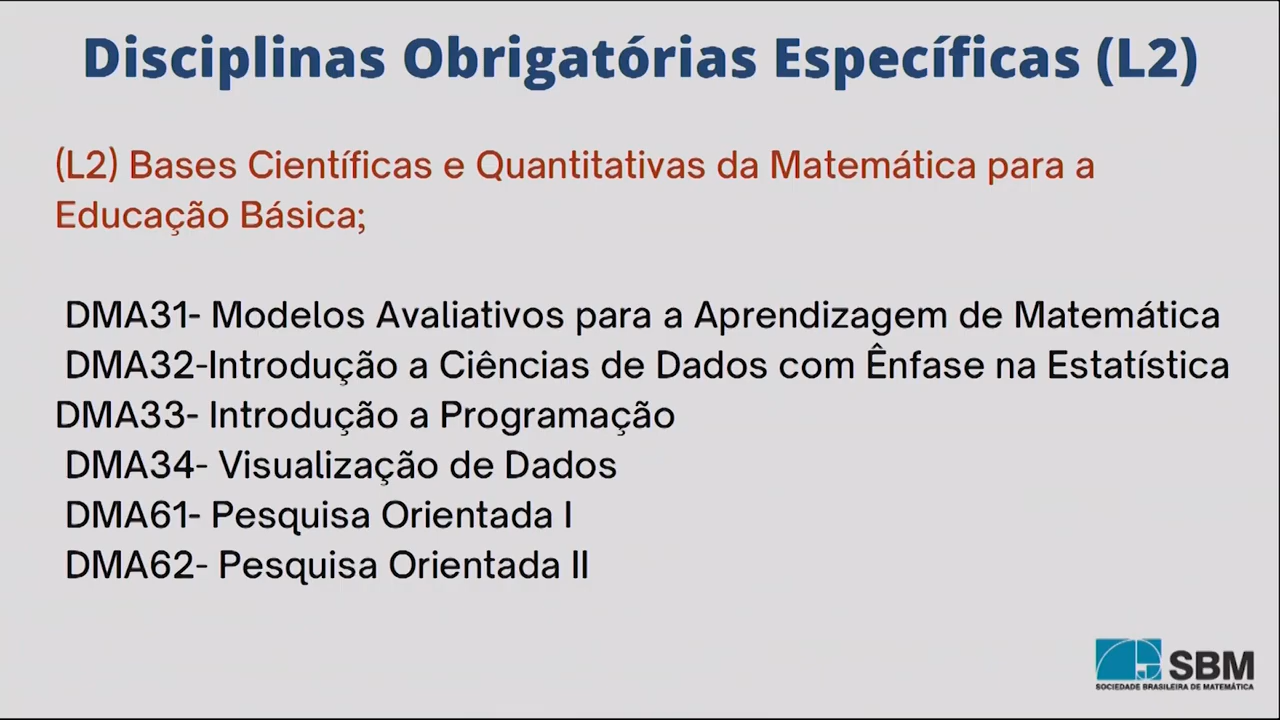 Disciplinas Obrigatórias Específicas (L2)
(L2) Bases Científicas e Quantitativas da Matemática para a
Educação Básica;
DMA31- Modelos Avaliativos para a Aprendizagem de Matemática
DMA32-Introdução a Ciências de Dados com Ênfase na Estatística
DMA33- Introdução a Programação
DMA34- Visualização de Dados
DMA61- Pesquisa Orientada I
DMA62- Pesquisa Orientada II
SBM
SOCIEDADE BRASILEIRA DE MATEMÁTICA